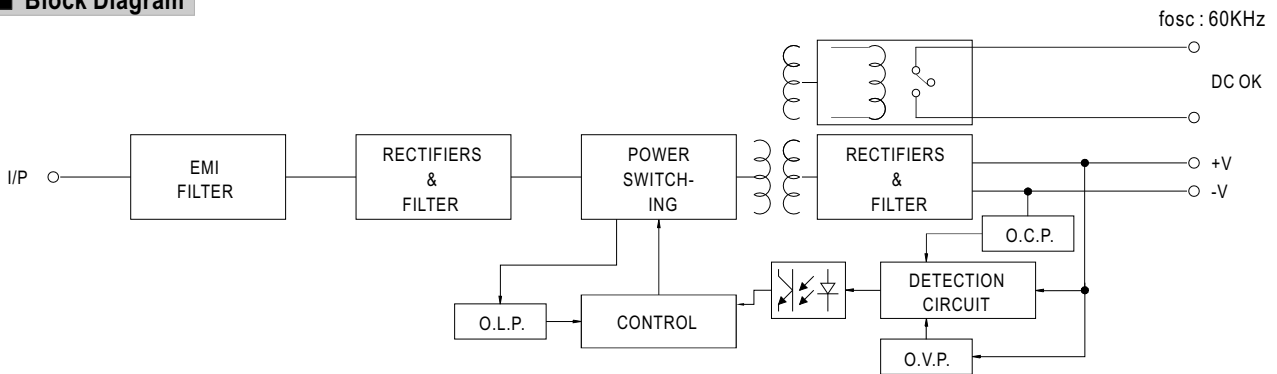 ■ Block Diagram
fosc : 60KHz
DC OK
I/P
EMI
FILTER
RECTIFIERS
&
FILTER
POWER
SWITCH-
ING
RECTIFIERS
&
FILTER
+V
-V
O.C.P.
DETECTION
CIRCUIT
O.L.P.
CONTROL
O.V.P.